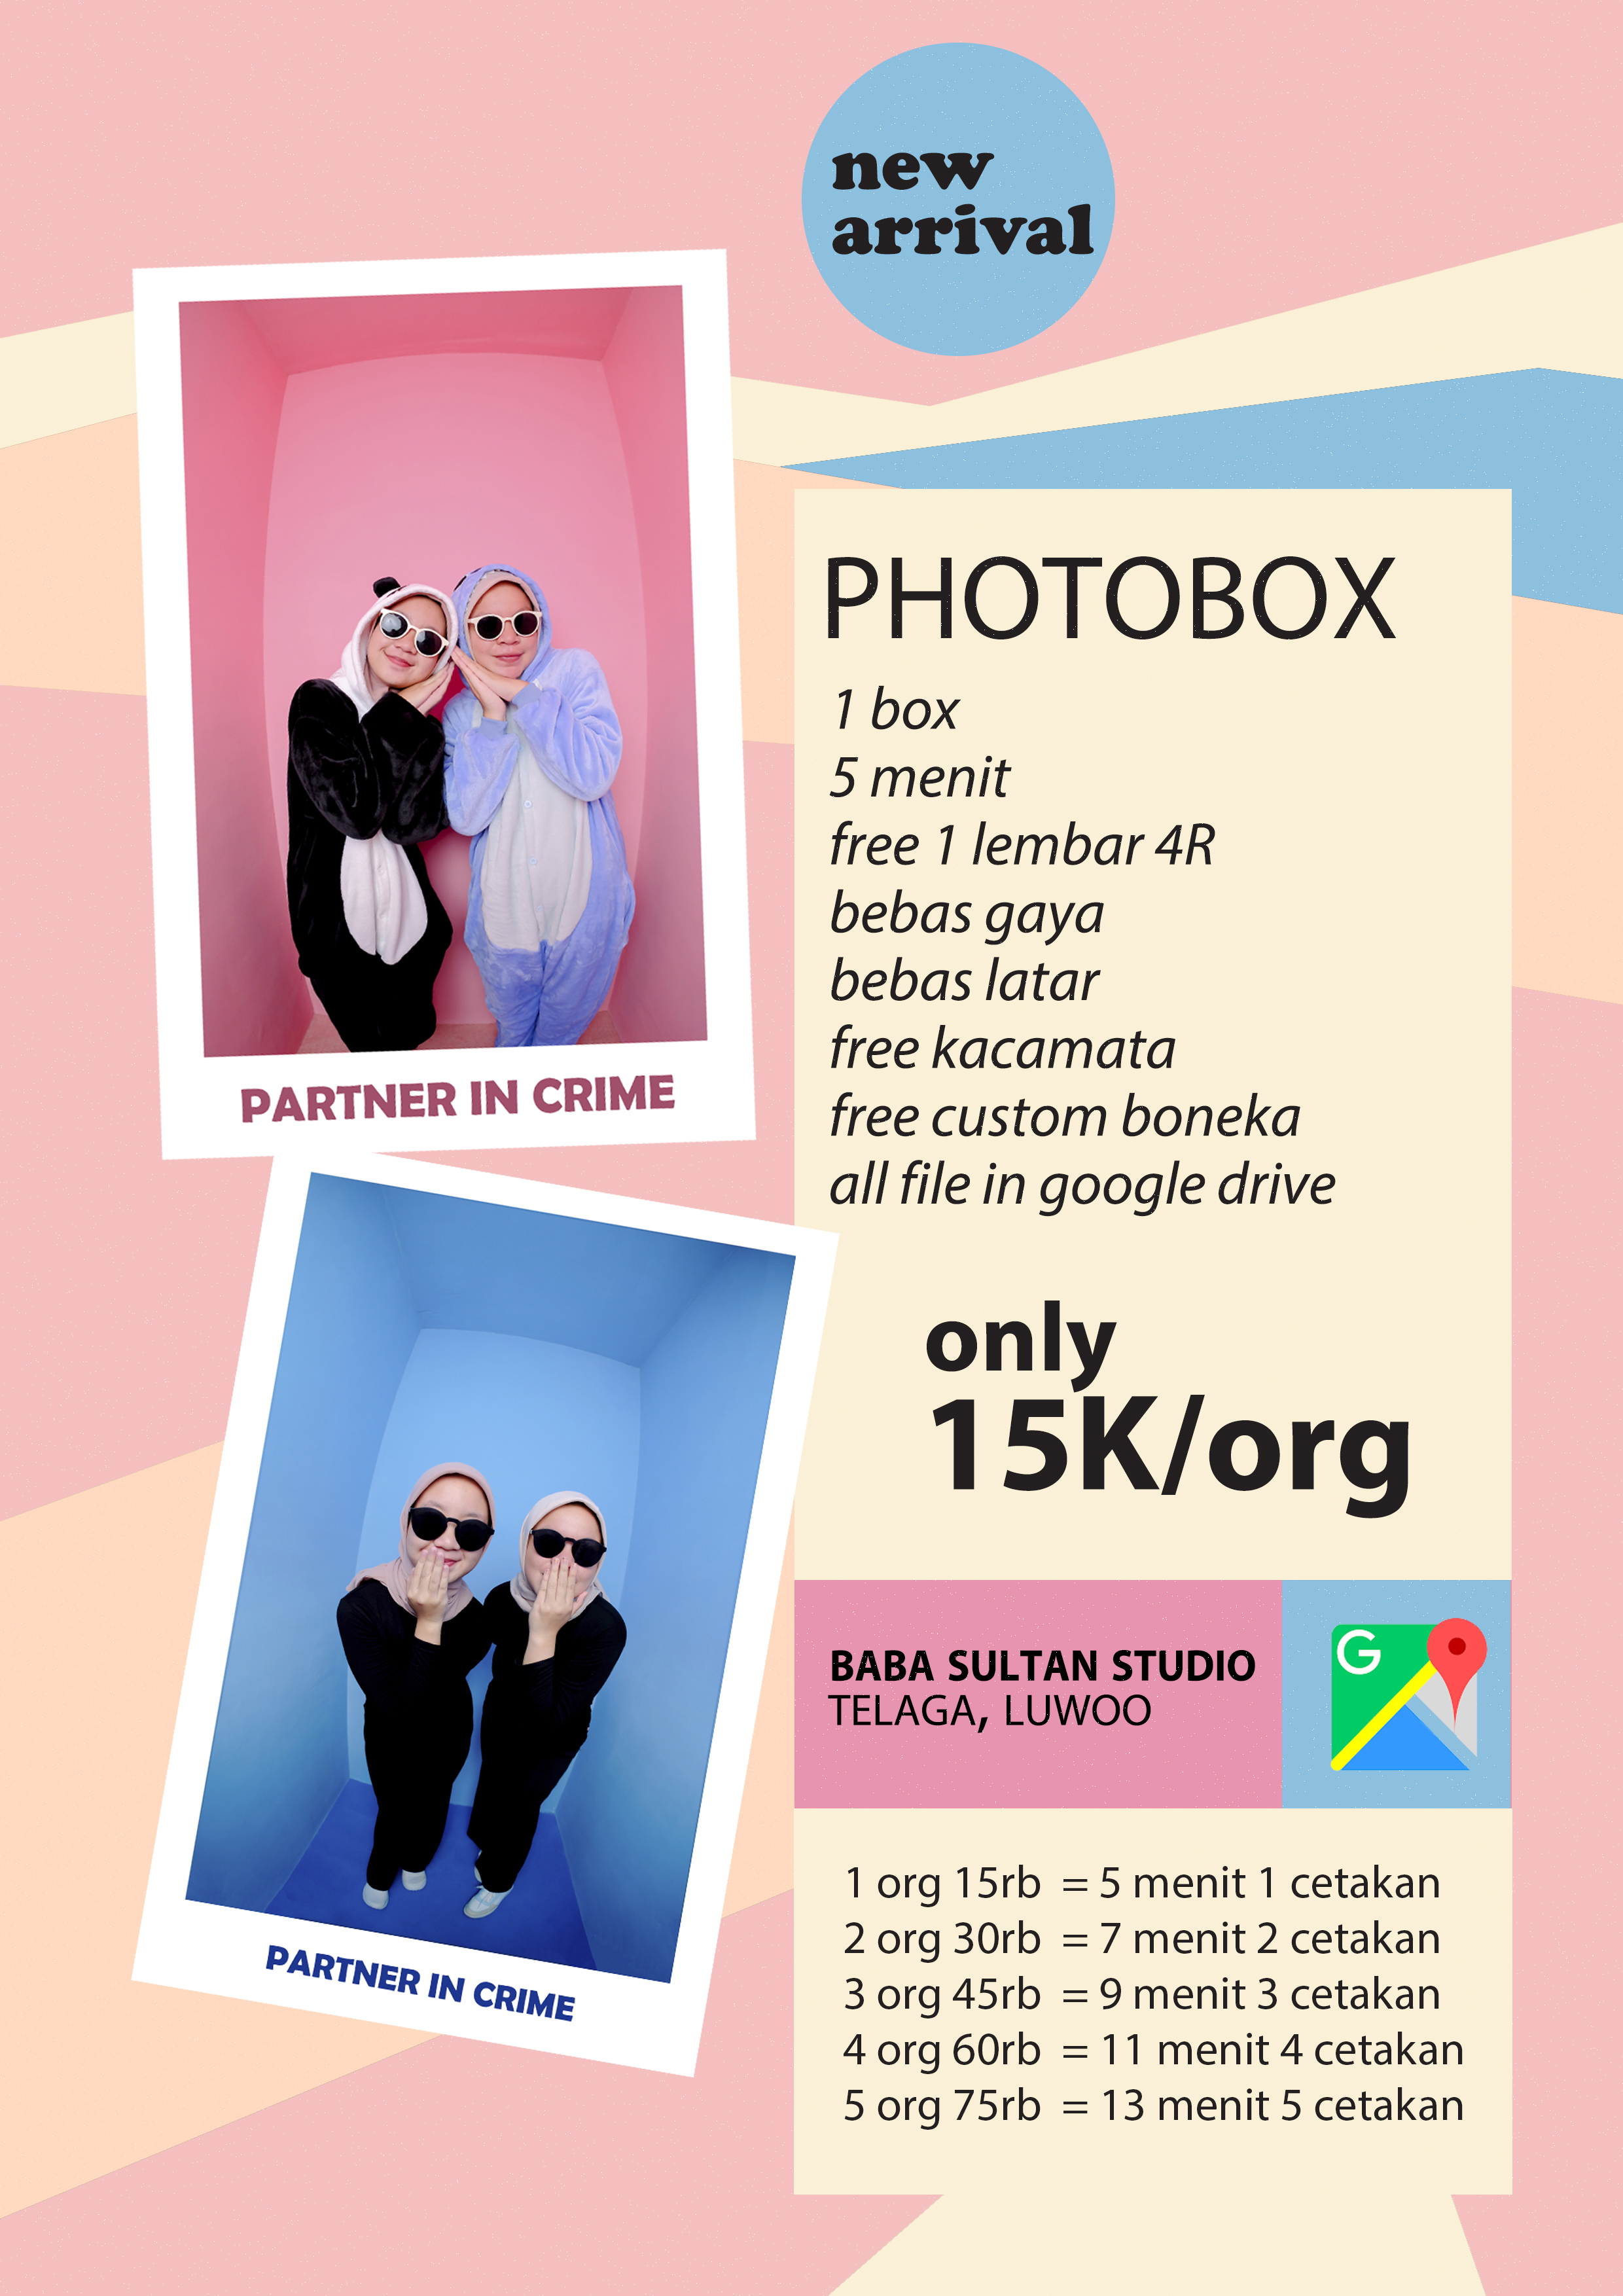 new
arrival
PARTNER IN CRIME
PARTNER IN CRIME
PHOTOBOX
1 box
5 menit
free 1 lembar 4R
bebas gaya
bebas latar
free kacamata
free custom boneka
all file in google drive
only
15K/org
BABA SULTAN STUDIO
TELAGA, LUWOO
G
1 org 15rb = 5 menit 1 cetakan
2 org 30rb = 7 menit 2 cetakan
3 org 45rb = 9 menit 3 cetakan
4 org 60rb = 11 menit 4 cetakan
5 org 75rb = 13 menit 5 cetakan